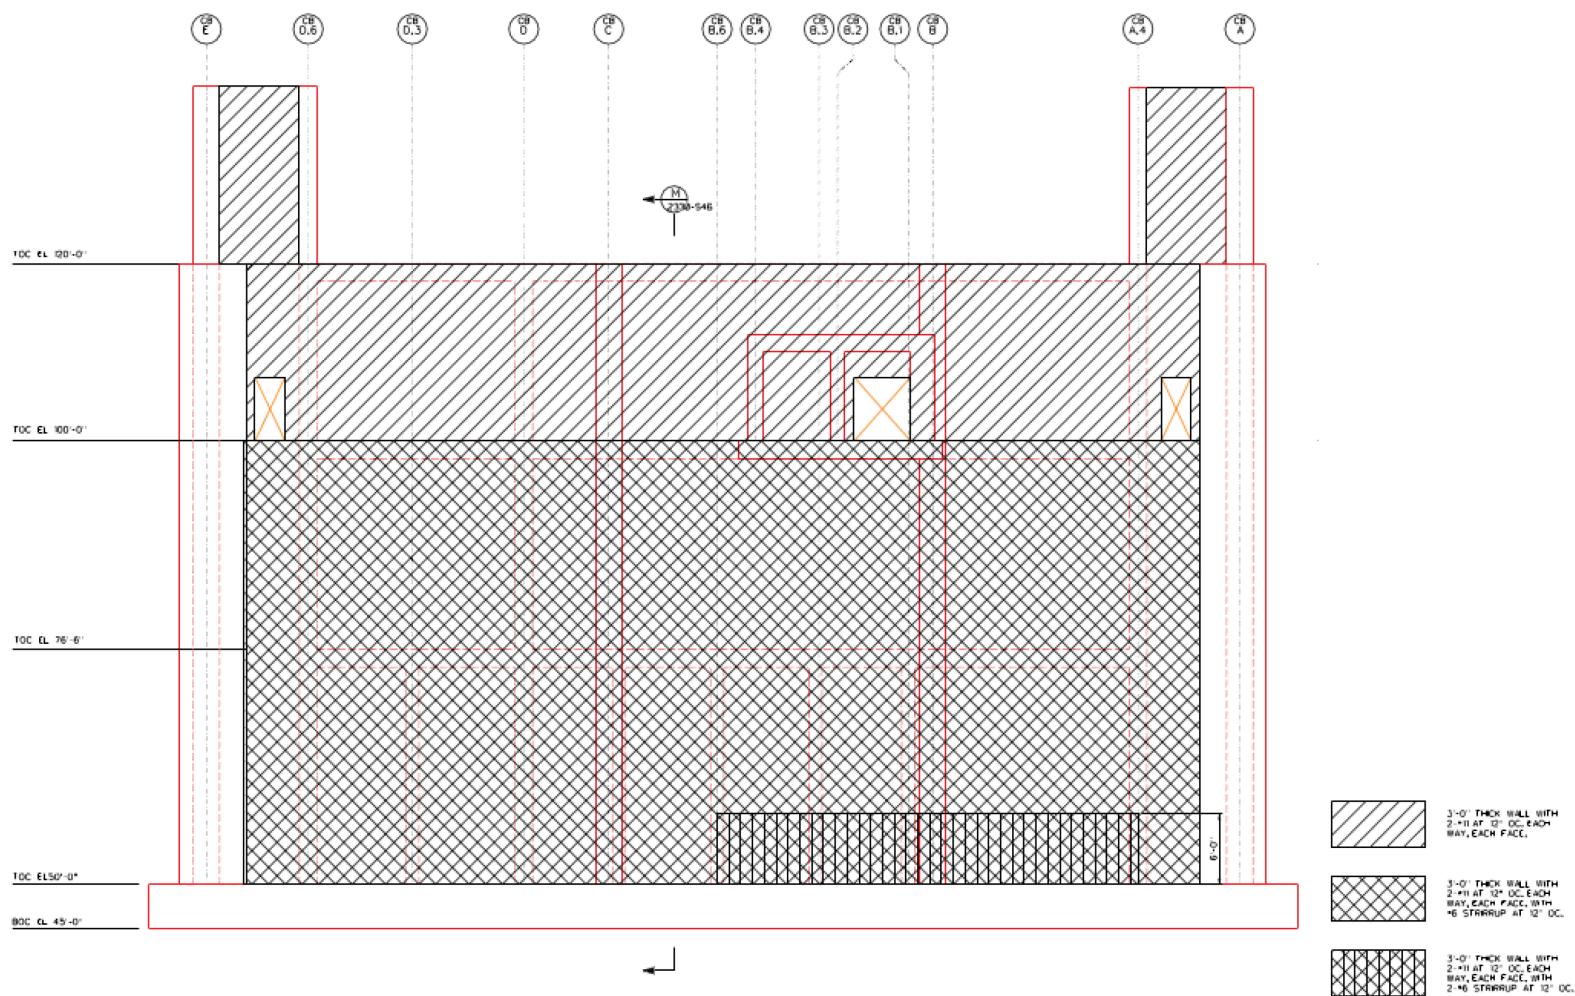 CB E
CB D.6
CB D.3
CB D
CB C
CB B.6
CB B.4
CB B.3
CB B.2
CB B.1
CB B
CB A.4
CB A
M
2330-S46
TOC EL 120'-0"
TOC EL 100'-0"
TOC EL 76'-6"
6'-0"
TOC EL50'-0"
BOC EL 45'-0"
3'-0" THICK WALL WITH
2-#11 AT 12" OC. EACH
WAY, EACH FACE.
3'-0" THICK WALL WITH
2-#11 AT 12" OC. EACH
WAY, EACH FACE, WITH
#6 STRIRRUP AT 12" OC.
3'-0" THICK WALL WITH
2-#11 AT 12" OC. EACH
WAY, EACH FACE, WITH
2-#6 STRIRRUP AT 12" OC.